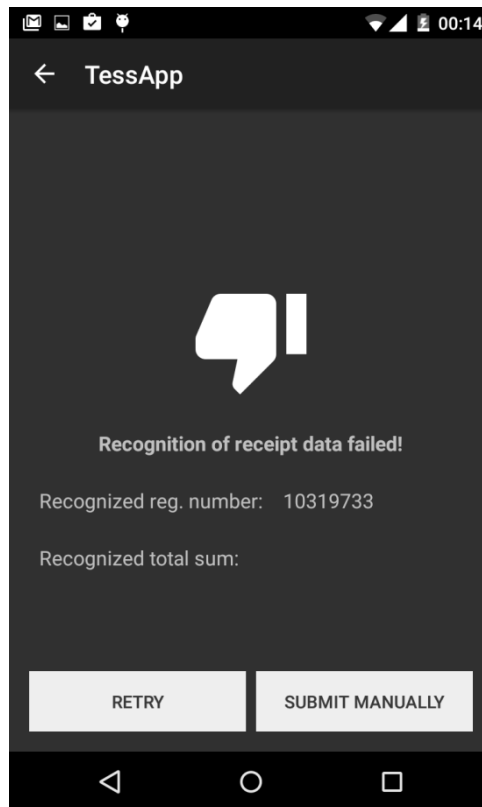 00:14
TessApp
Recognition of receipt data failed!
Recognized reg. number: 10319733
Recognized total sum:
RETRY SUBMIT MANUALLY